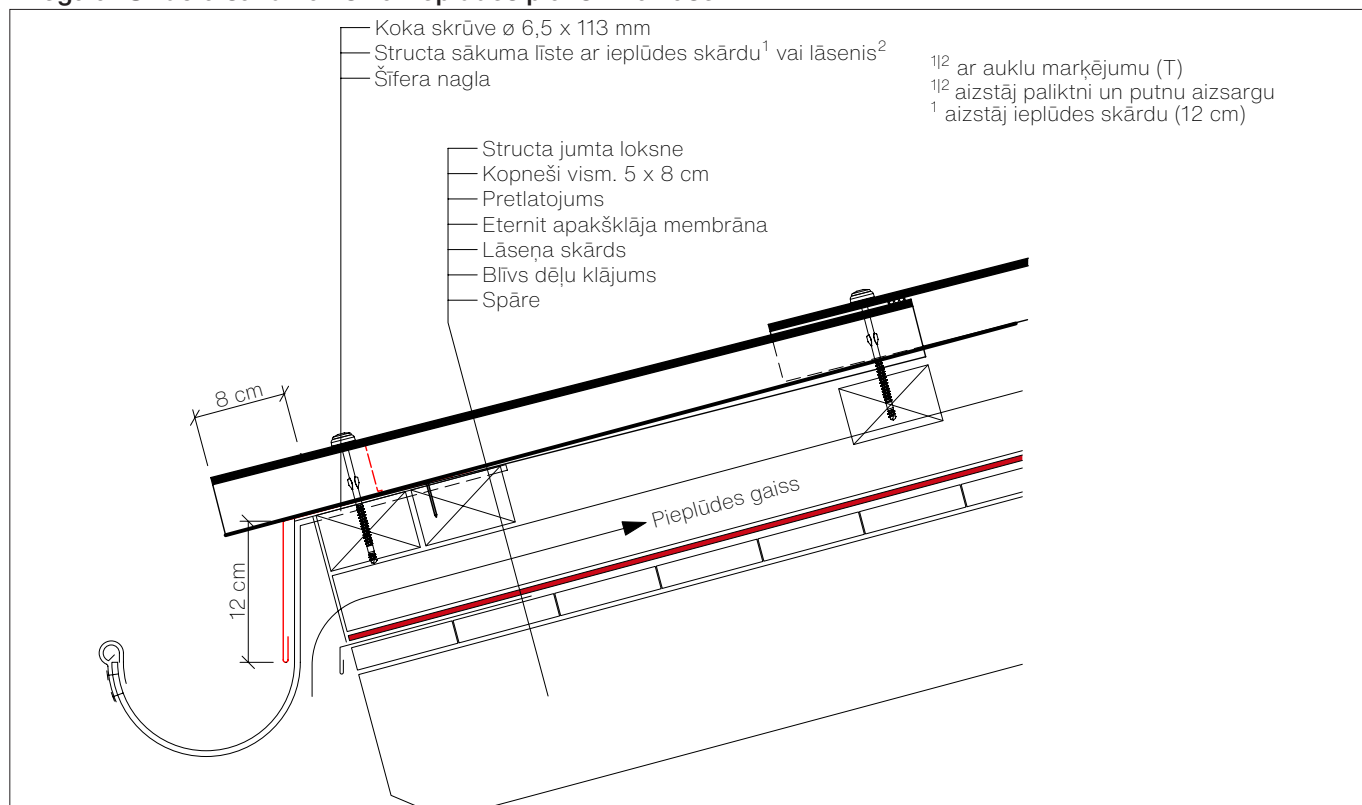 Koka skrūve ø 6,5 x 113 mm
Structa sākuma līste ar ieplūdes skārdu¹ vai lāsenis²
Šīfera nagla
¹|² ar auklu marķējumu (T)
¹|² aizstāj paliktni un putnu aizsargu
¹ aizstāj ieplūdes skārdu (12 cm)
Structa jumta loksne
Kopneši vism. 5 x 8 cm
Pretlatojums
Eternit apakšklāja membrāna
Lāseņa skārds
Blīvs dēļu klājums
Spāre
8 cm
Pieplūdes gaiss
12 cm